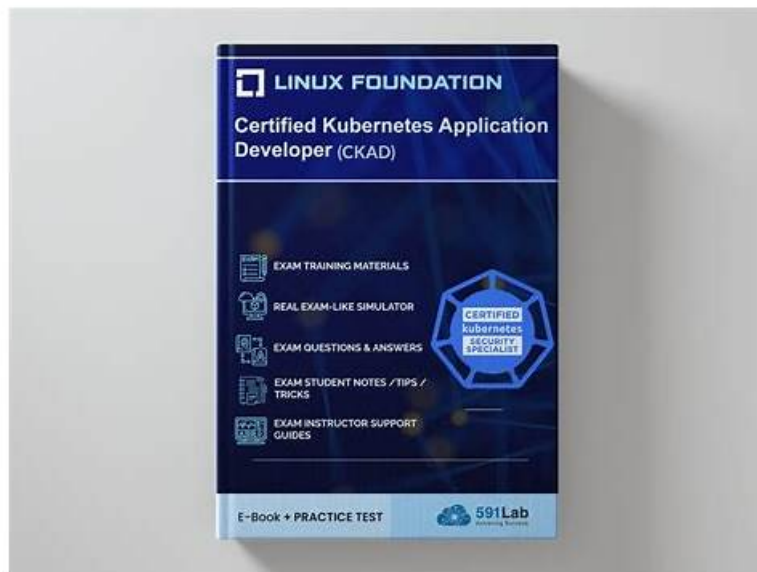 LINUX FOUNDATION
Certified Kubernetes Application
Developer (CKAD)
EXAM TRAINING MATERIALS
REAL EXAM-LIKE SIMULATOR
EXAM QUESTIONS & ANSWERS
EXAM STUDENT NOTES / TIPS /
TRICKS
EXAM INSTRUCTOR SUPPORT
GUIDES
CERTIFIED
kubernetes
SECURITY
SPECIALIST
E-Book + PRACTICE TEST
591Lab